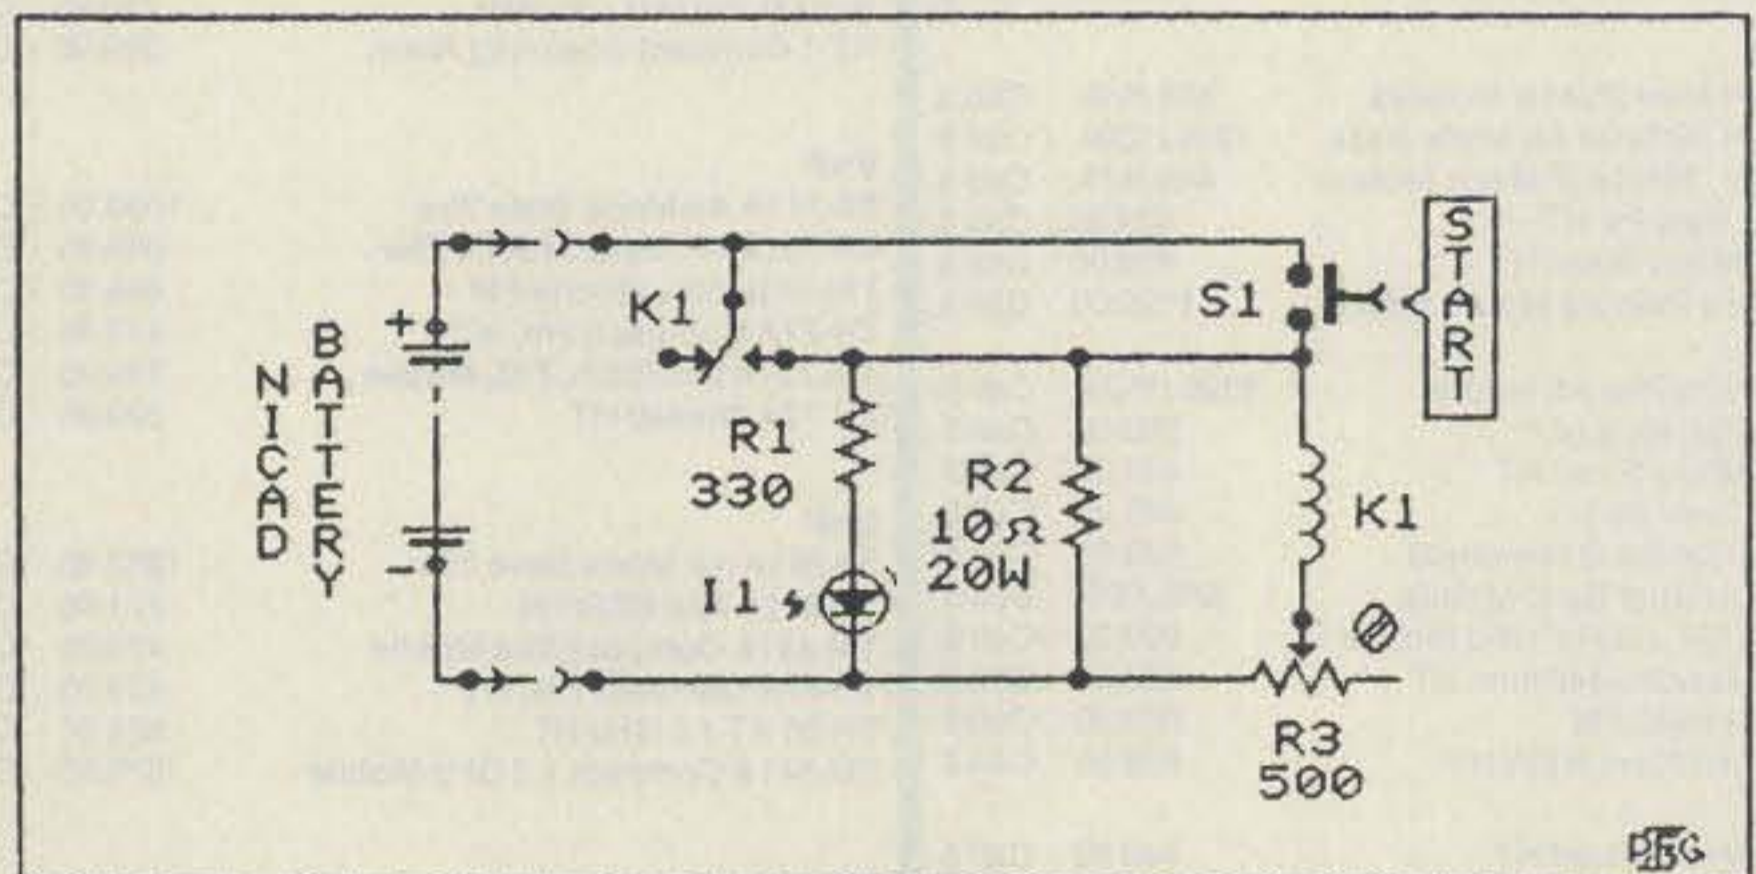 NICAD
BATTERY
+
-
K1
R1
330
I1
R2
10Ω
20W
S1
START
K1
R3
500